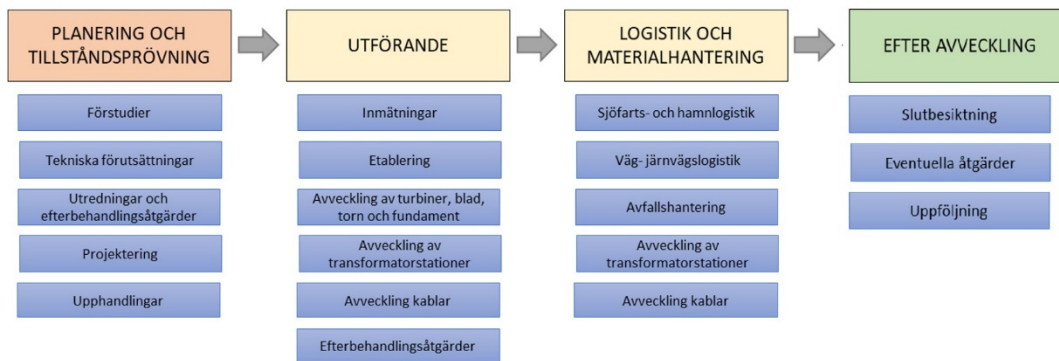 PLANERING OCH
TILLSTÅNDSPRÖVNING
Förstudier
Tekniska förutsättningar
Utredningar och
efterbehandlingsåtgärder
Projektering
Upphandlingar
UTFÖRANDE
Inmätningar
Etablering
Avveckling av turbiner, blad,
torn och fundament
Avveckling av
transformatorstationer
Avveckling kablar
Efterbehandlingsåtgärder
LOGISTIK OCH
MATERIALHANTERING
Sjöfarts- och hamnlogistik
Väg- järnvägslogistik
Avfallshantering
Avveckling av
transformatorstationer
Avveckling kablar
EFTER AVVECKLING
Slutbesiktning
Eventuella åtgärder
Uppföljning